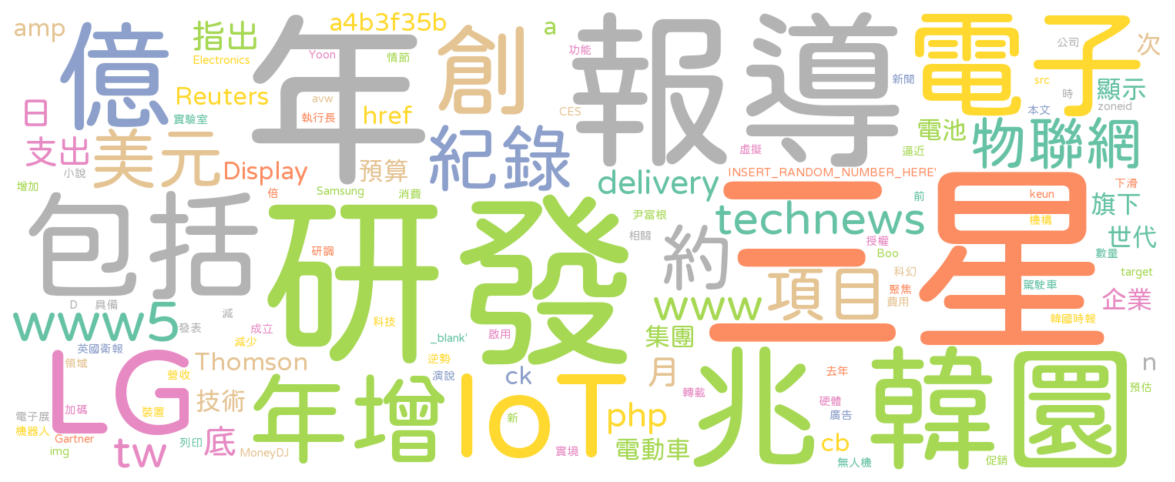 amp
億
指出
Electronics
年
Yoon
a4b3f35b
情節
創
a
功能
報導
電子
公司
次
新聞
src
時
顯示
zoneid
本文
日
實驗室
Reuters
avw
執行長
href
紀錄
CES
電池
逼近
物聯網
支出
小說
美元
預算
虛擬
增加
Display
倍
Samsung
消費
delivery
INSERT_RANDOM_NUMBER_HERE'
前
keun
下滑
旗下
機構
包括
研發
尹富根
相關
technews
三星
世代
約
授權
Boo
數量
研調
科幻
target
項目
聚焦
費用
駕駛車
企業
D
具備
減
www5
發表
成立
科技
www
韓國時報
減少
_blank'
啟用
集團
英國衛報
LG
領域
Thomson
營收
逆勢
演說
ck
月
去年
n
預估
技術
年增
IoT
轉載
兆
韓圜
加碼
裝置
新
php
硬體
廣告
電子展
機器人
底
列印
Gartner
tw
img
MoneyDJ
實境
電動車
cb
無人機
促銷